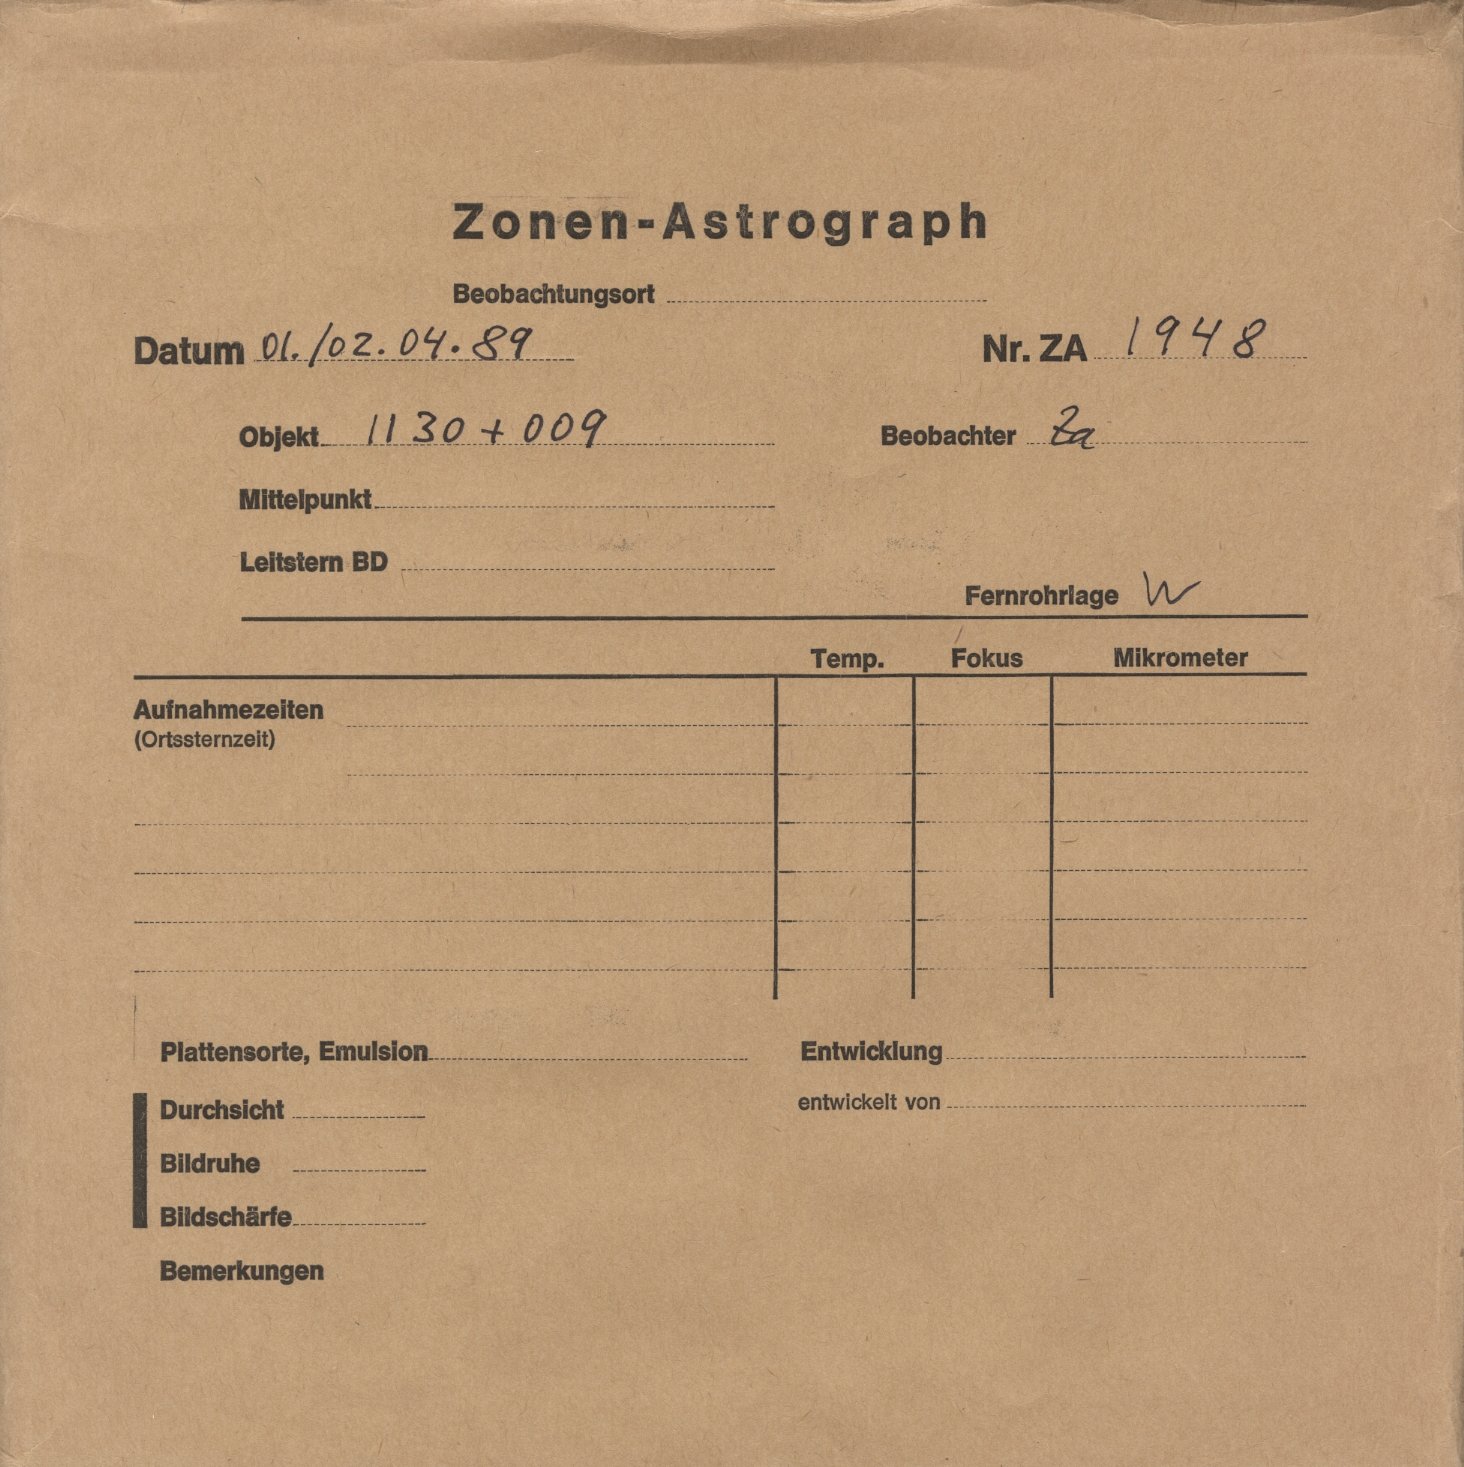 Zonen-Astrograph
Beobachtungsort
Datum 01./02.04.89
Nr. ZA 1948
Objekt 1130+009
Beobachter Za
Mittelpunkt
Leitstern BD
Fernrohrlage W
Temp. Fokus Mikrometer
Aufnahmezeiten
(Ortssternzeit)
Plattensorte, Emulsion
Entwicklung
Durchsicht
entwickelt von
Bildruhe
Bildschärfe
Bemerkungen